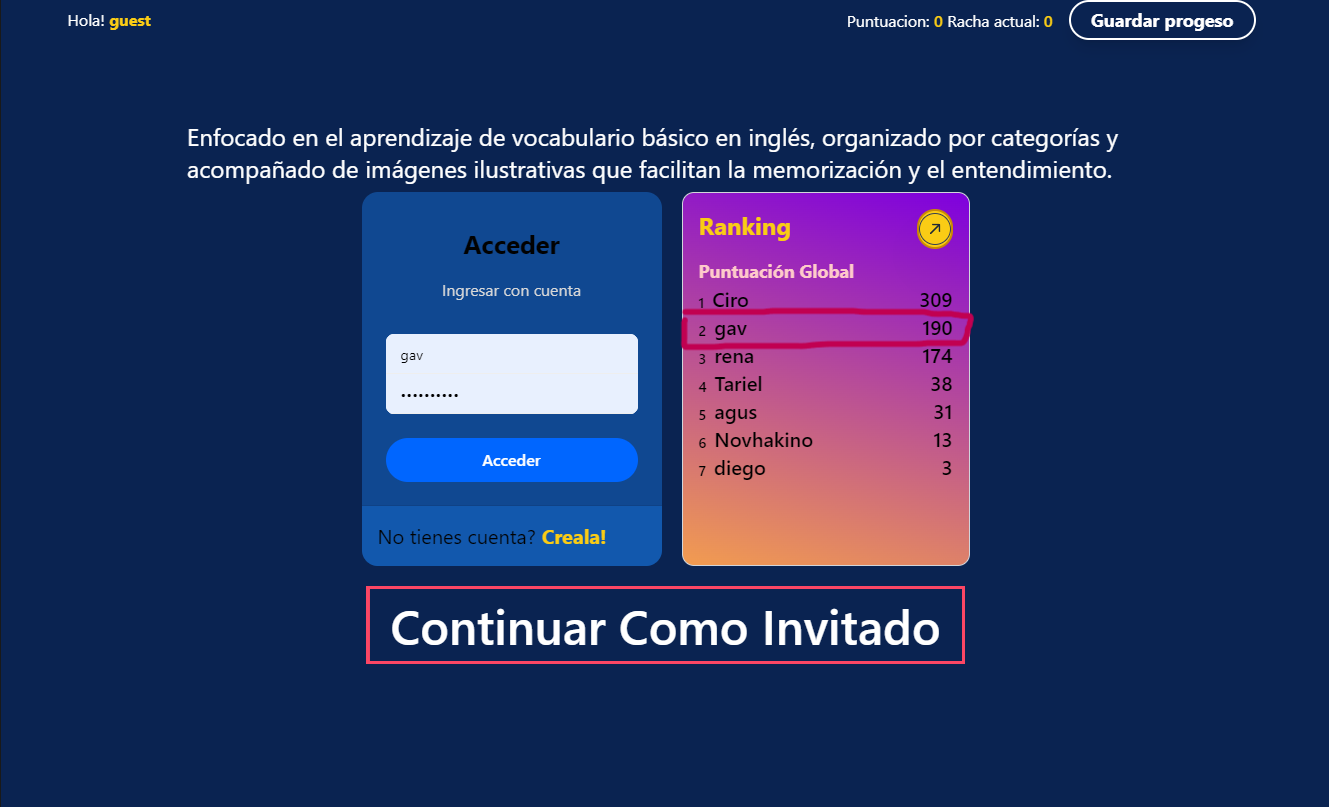 Hola! guest
Puntuacion: 0 Racha actual: 0
Guardar progeso
Enfocado en el aprendizaje de vocabulario básico en inglés, organizado por categorías y
acompañado de imágenes ilustrativas que facilitan la memorización y el entendimiento.
Acceder
Ingresar con cuenta
gav
••••••••••
Acceder
No tienes cuenta? Creala!
Ranking
Puntuación Global
1 Ciro 309
2 gav 190
3 rena 174
4 Tariel 38
5 agus 31
6 Novhakino 13
7 diego 3
Continuar Como Invitado